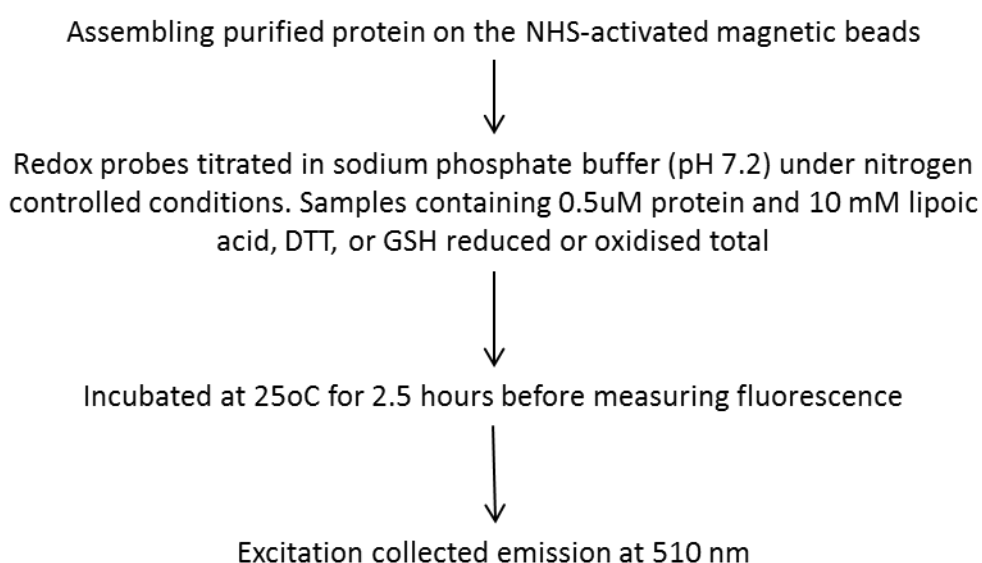 Assembling purified protein on the NHS-activated magnetic beads
Redox probes titrated in sodium phosphate buffer (pH 7.2) under nitrogen
controlled conditions. Samples containing 0.5uM protein and 10 mM lipoic
acid, DTT, or GSH reduced or oxidised total
Incubated at 25oC for 2.5 hours before measuring fluorescence
Excitation collected emission at 510 nm